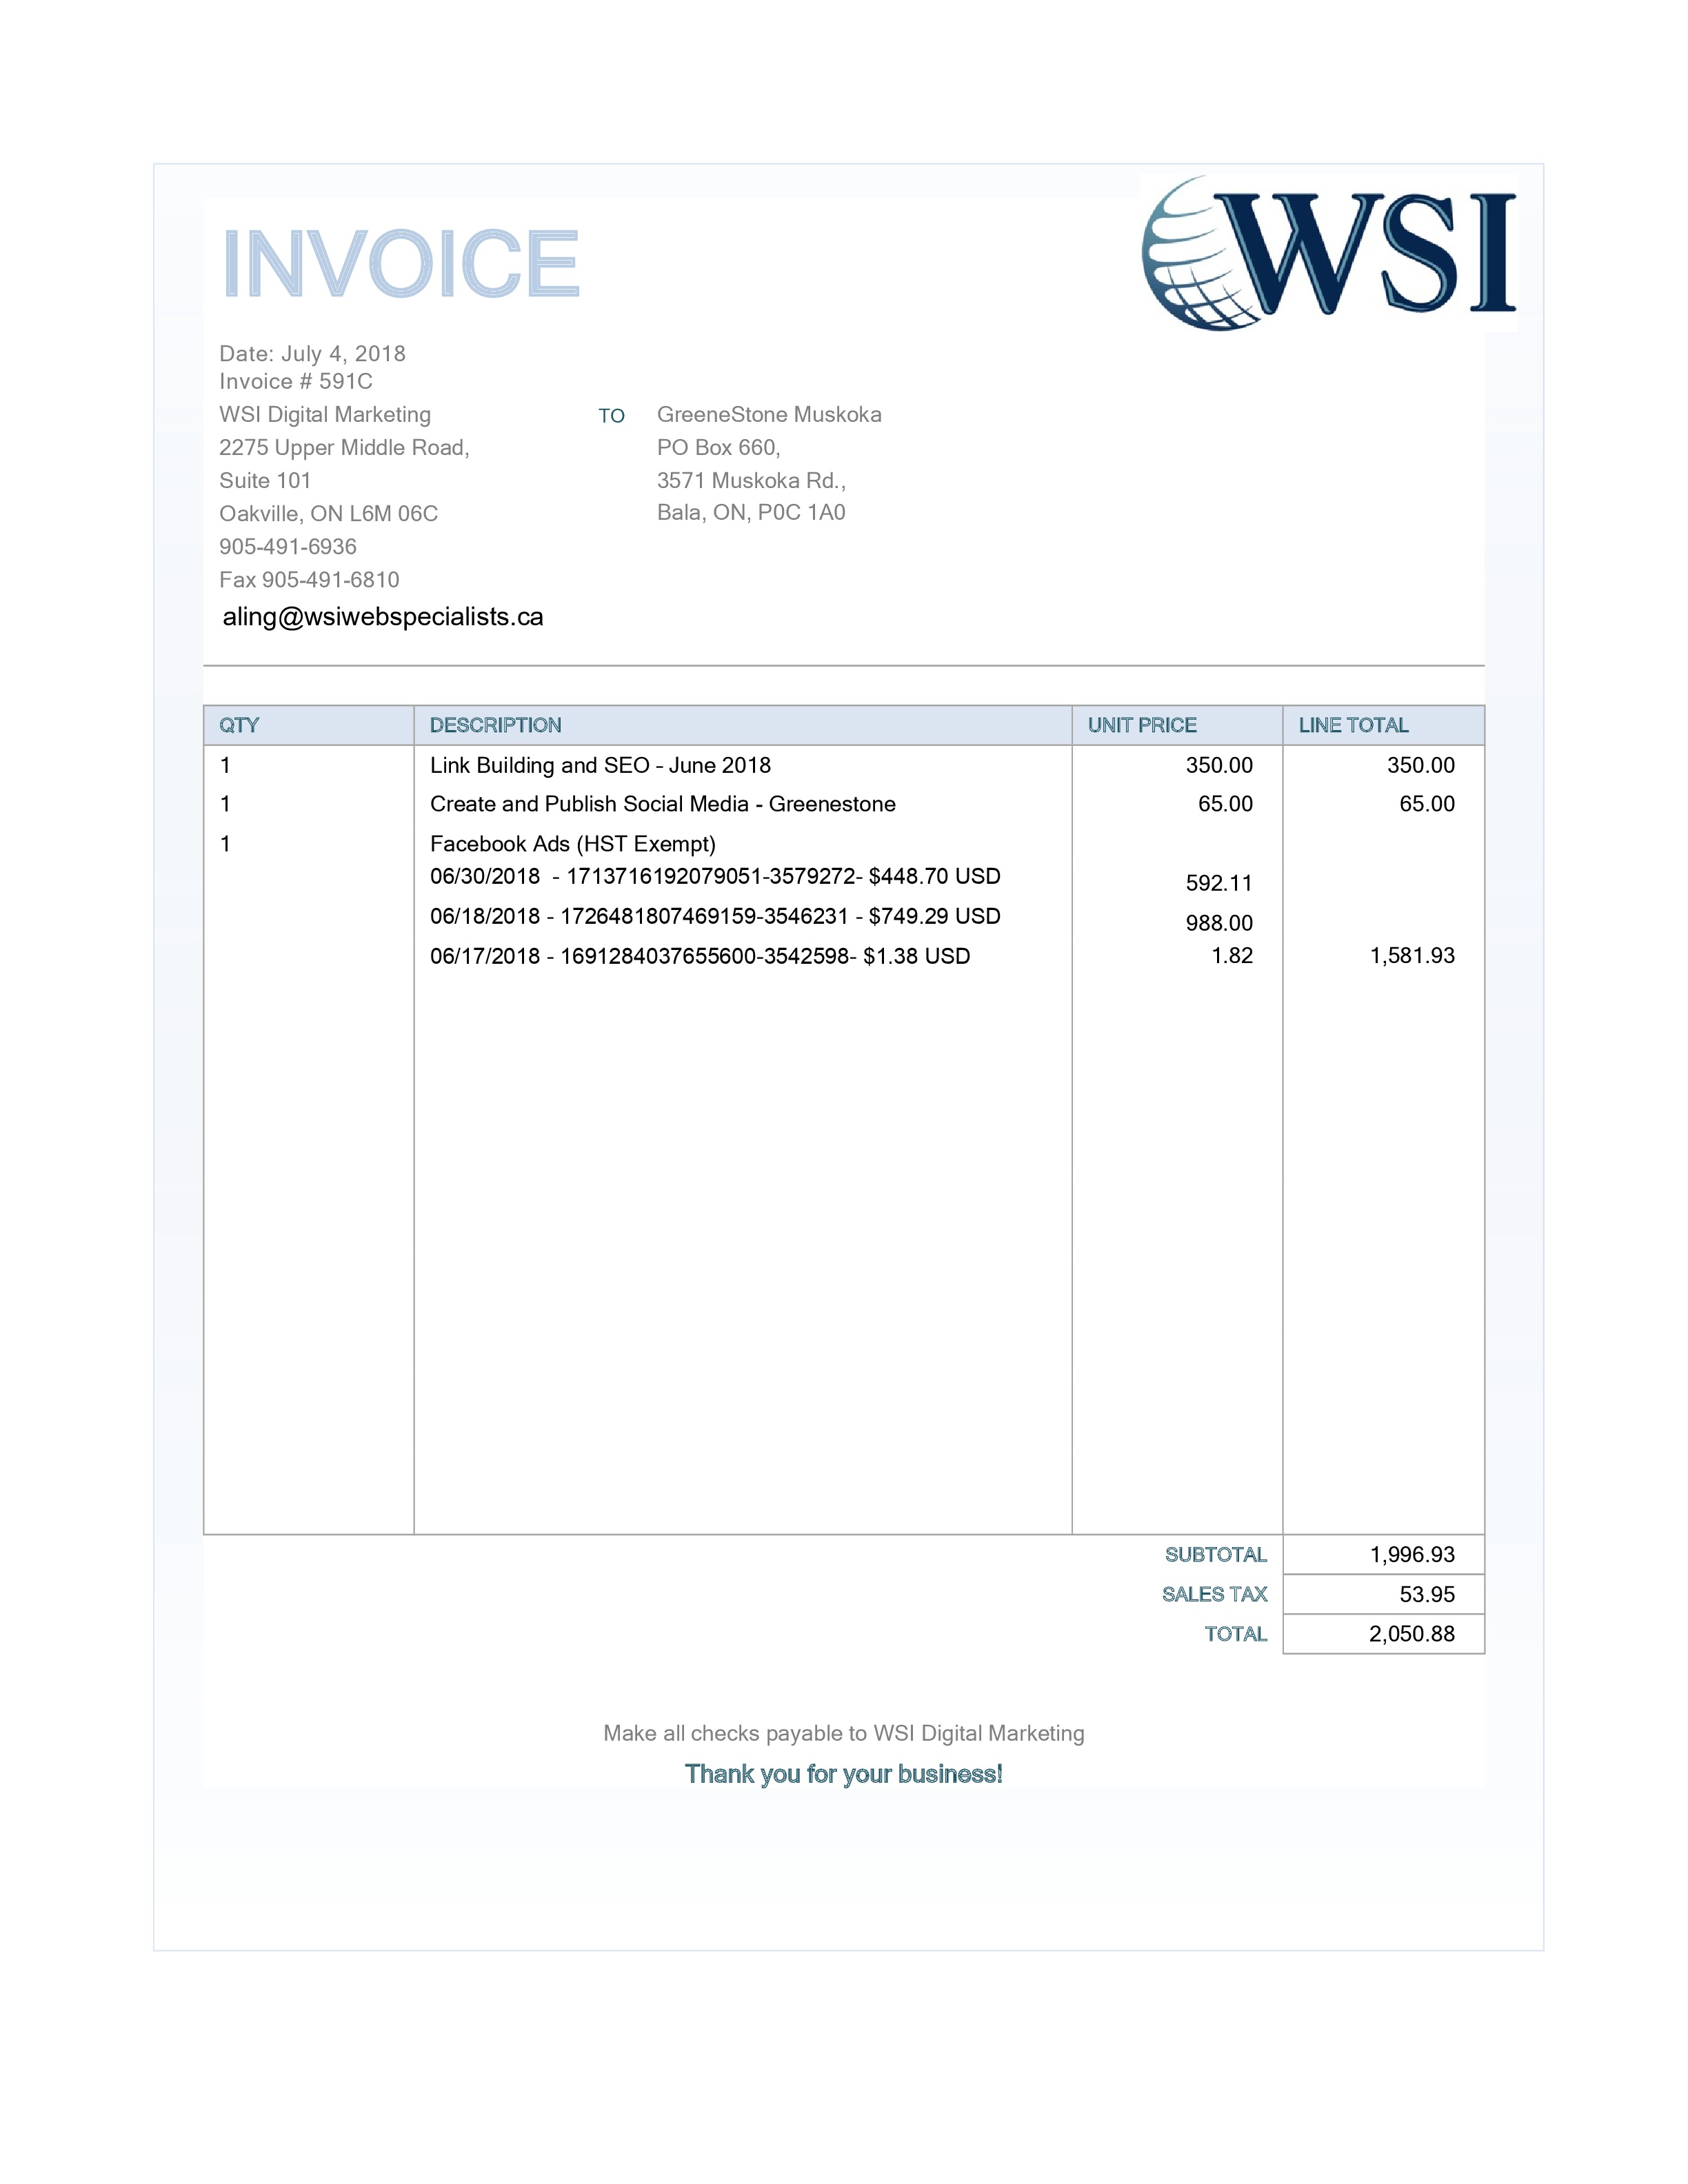 INVOICE
WSI
Date: July 4, 2018
Invoice # 591C
WSI Digital Marketing
2275 Upper Middle Road,
Suite 101
Oakville, ON L6M 06C
905-491-6936
Fax 905-491-6810
aling@wsiwebspecialists.ca
TO GreeneStone Muskoka
PO Box 660,
3571 Muskoka Rd.,
Bala, ON, P0C 1A0
QTY DESCRIPTION UNIT PRICE LINE TOTAL
1 Link Building and SEO - June 2018 350.00 350.00
1 Create and Publish Social Media - Greenestone 65.00 65.00
1 Facebook Ads (HST Exempt)
06/30/2018 - 1713716192079051-3579272- $448.70 USD 592.11
06/18/2018 - 1726481807469159-3546231 - $749.29 USD 988.00
06/17/2018 - 1691284037655600-3542598- $1.38 USD 1.82 1,581.93
SUBTOTAL 1,996.93
SALES TAX 53.95
TOTAL 2,050.88
Make all checks payable to WSI Digital Marketing
Thank you for your business!